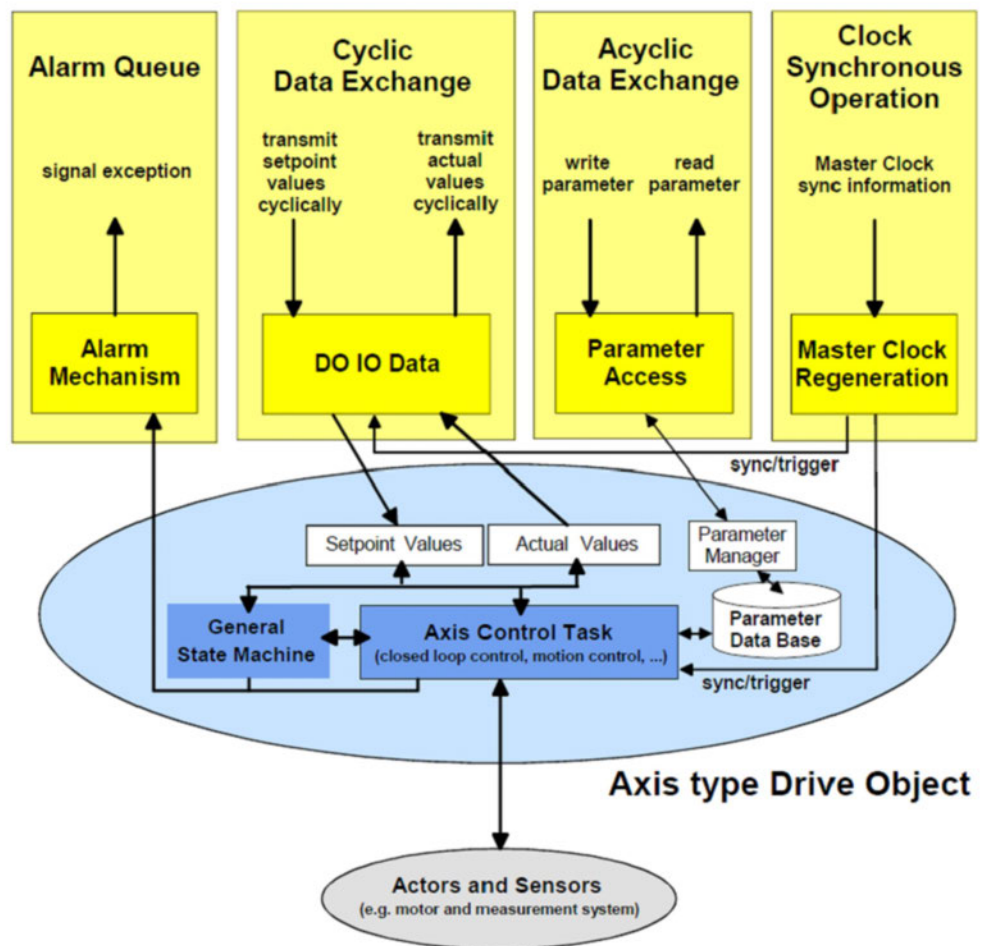 Alarm Queue
signal exception
Alarm
Mechanism
Cyclic
Data Exchange
transmit
setpoint
values
cyclically
transmit
actual
values
cyclically
DO IO Data
Acyclic
Data Exchange
write
parameter
read
parameter
Parameter
Access
Clock
Synchronous
Operation
Master Clock
sync information
Master Clock
Regeneration
sync/trigger
Setpoint Values
Actual Values
Parameter
Manager
General
State Machine
Axis Control Task
(closed loop control, motion control, ...)
Parameter
Data Base
sync/trigger
Axis type Drive Object
Actors and Sensors
(e.g. motor and measurement system)